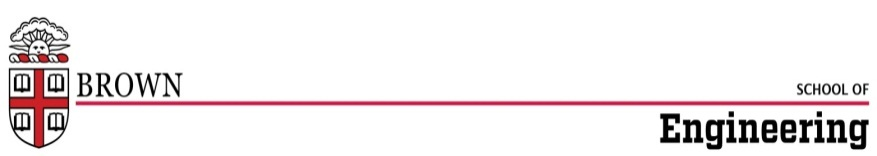 BROWN
SCHOOL OF
Engineering